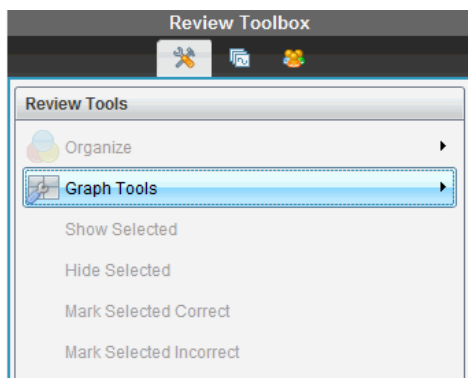 Review Toolbox
Review Tools
Organize
Graph Tools
Show Selected
Hide Selected
Mark Selected Correct
Mark Selected Incorrect